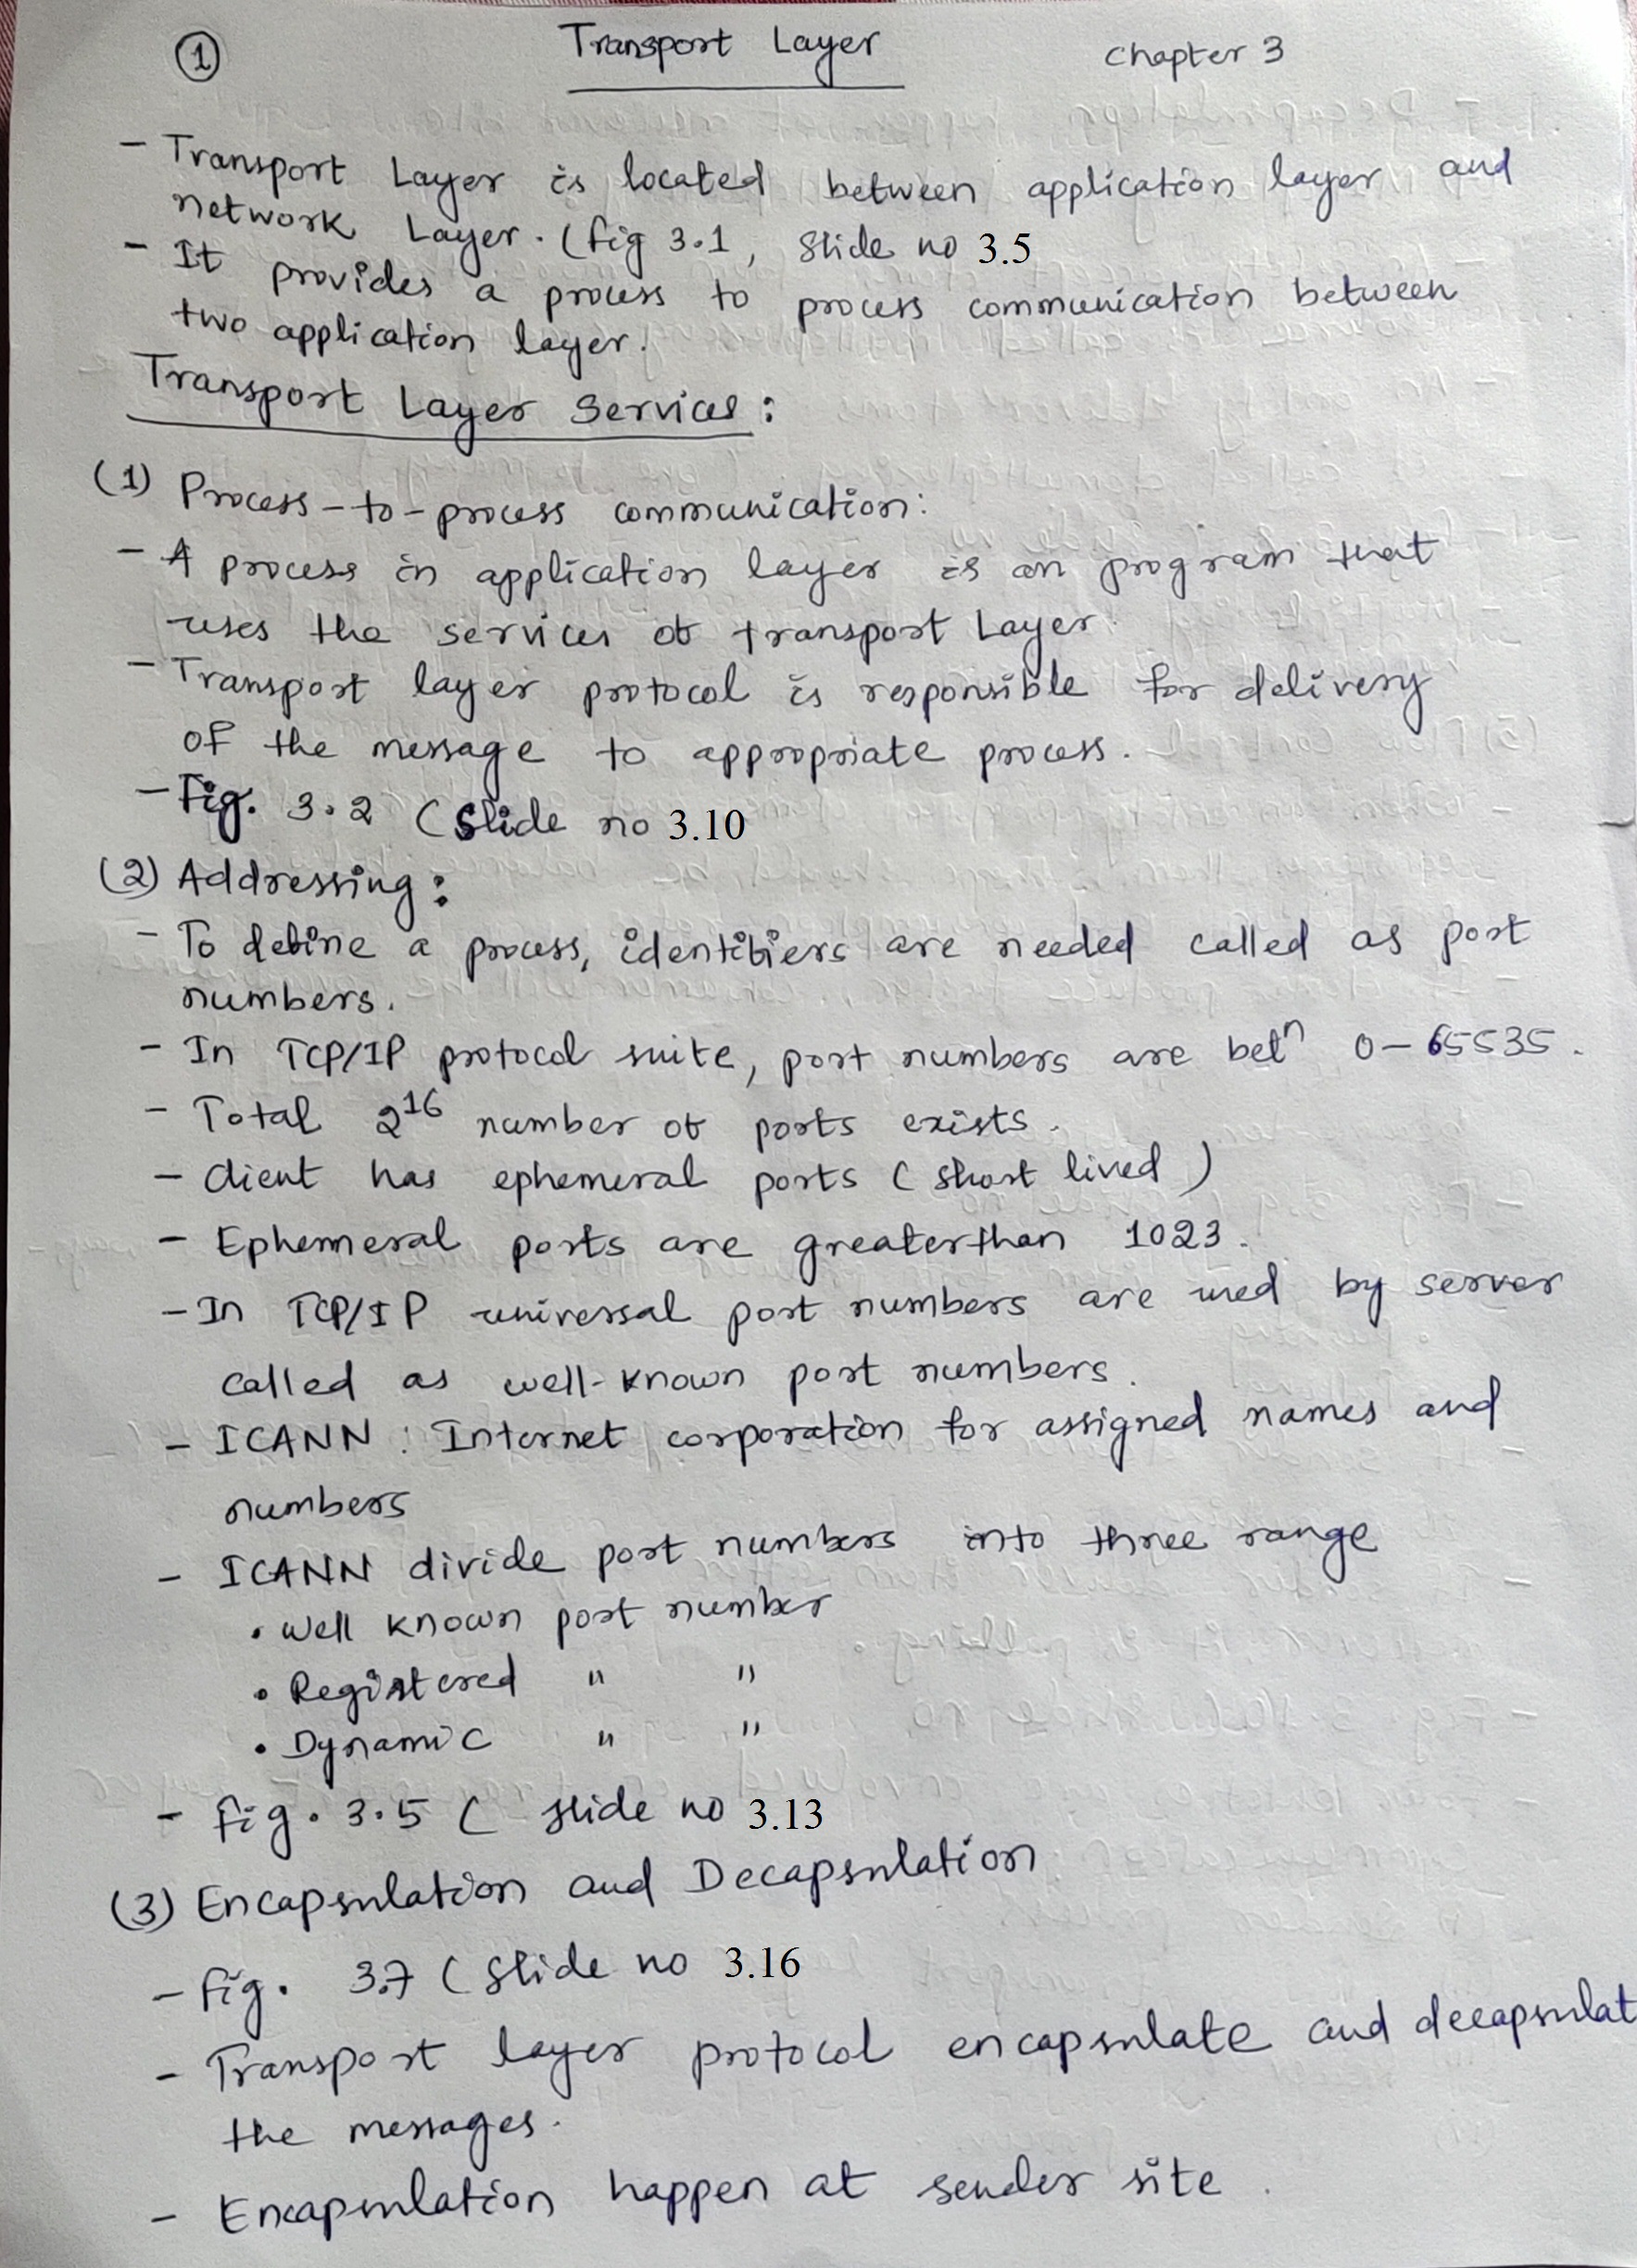 1 Transport Layer Chapter 3
- Transport Layer is located between application layer and
network Layer. (fig 3.1, slide no 3.5
- It provides a process to process communication between
two application layer.
Transport Layer Services:
(1) Process-to-process communication:
- A process in application layer is an program that
uses the services of transport Layer.
- Transport layer protocol is responsible for delivery
of the message to appropriate process.
- Fig. 3.2 (Slide no 3.10
(2) Addressing:
- To define a process, identifiers are needed called as port
numbers.
- In TCP/IP protocol suite, port numbers are betⁿ 0-65535.
- Total 2¹⁶ number of ports exists.
- Client has ephemeral ports (short lived)
- Ephemeral ports are greaterthan 1023.
- In TCP/IP universal port numbers are used by server
called as well-known port numbers.
- ICANN : Internet corporation for assigned names and
numbers
- ICANN divide port numbers into three range
• Well known port number
• Registered " "
• Dynamic " "
- fig. 3.5 ( slide no 3.13
(3) Encapsulation and Decapsulation
- fig. 3.7 (Slide no 3.16
- Transport layer protocol encapsulate and decapsulat
the messages.
- Encapsulation happen at sender site.